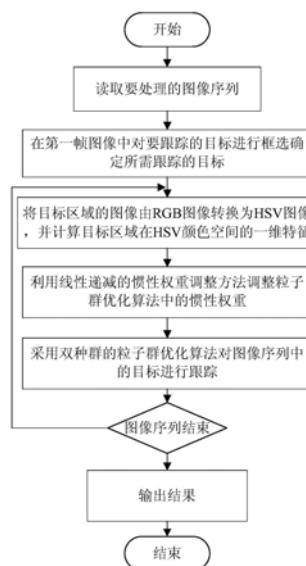 开始
读取要处理的图像序列
在第一帧图像中对要跟踪的目标进行框选确
定所需跟踪的目标
将目标区域的图像由RGB图像转换为HSV图像
，并计算目标区域在HSV颜色空间的一维特征
利用线性递减的惯性权重调整方法调整粒子
群优化算法中的惯性权重
采用双种群的粒子群优化算法对图像序列中
的目标进行跟踪
图像序列结束
输出结果
结束